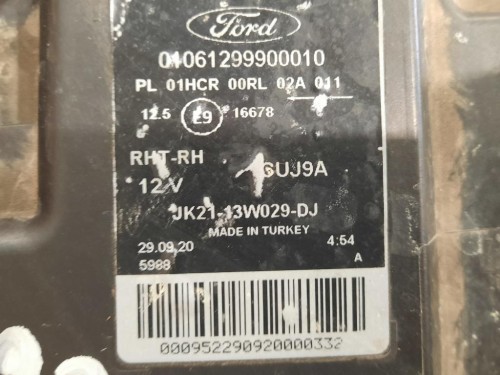 Ford
01061299900010
PL 01HCR 00RL 02A 011
12.5 E9 16678
RHT-RH
6UJ9A
12 V
JK21-13W029-DJ
MADE IN TURKEY
29.09.20 4:54
5988 A
000952290920000332